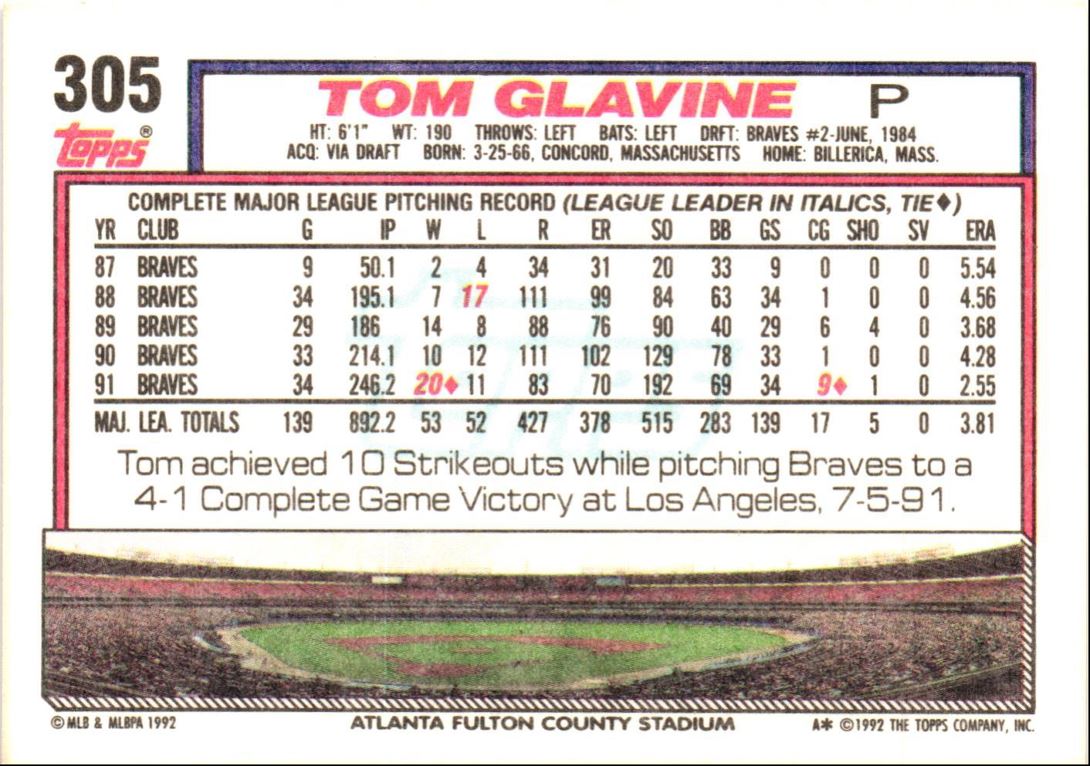 305
Topps®
TOM GLAVINE P
HT: 6'1" WT: 190 THROWS: LEFT BATS: LEFT DRFT: BRAVES #2-JUNE, 1984
ACQ: VIA DRAFT BORN: 3-25-66, CONCORD, MASSACHUSETTS HOME: BILLERICA, MASS.
COMPLETE MAJOR LEAGUE PITCHING RECORD (LEAGUE LEADER IN ITALICS, TIE♦)
YR CLUB G IP W L R ER SO BB GS CG SHO SV ERA
87 BRAVES 9 50.1 2 4 34 31 20 33 9 0 0 0 5.54
88 BRAVES 34 195.1 7 17 111 99 84 63 34 1 0 0 4.56
89 BRAVES 29 186 14 8 88 76 90 40 29 6 4 0 3.68
90 BRAVES 33 214.1 10 12 111 102 129 78 33 1 0 0 4.28
91 BRAVES 34 246.2 20♦ 11 83 70 192 69 34 9♦ 1 0 2.55
MAJ. LEA. TOTALS 139 892.2 53 52 427 378 515 283 139 17 5 0 3.81
Tom achieved 10 Strikeouts while pitching Braves to a
4-1 Complete Game Victory at Los Angeles, 7-5-91.
© MLB & MLBPA 1992 ATLANTA FULTON COUNTY STADIUM A* © 1992 THE TOPPS COMPANY, INC.